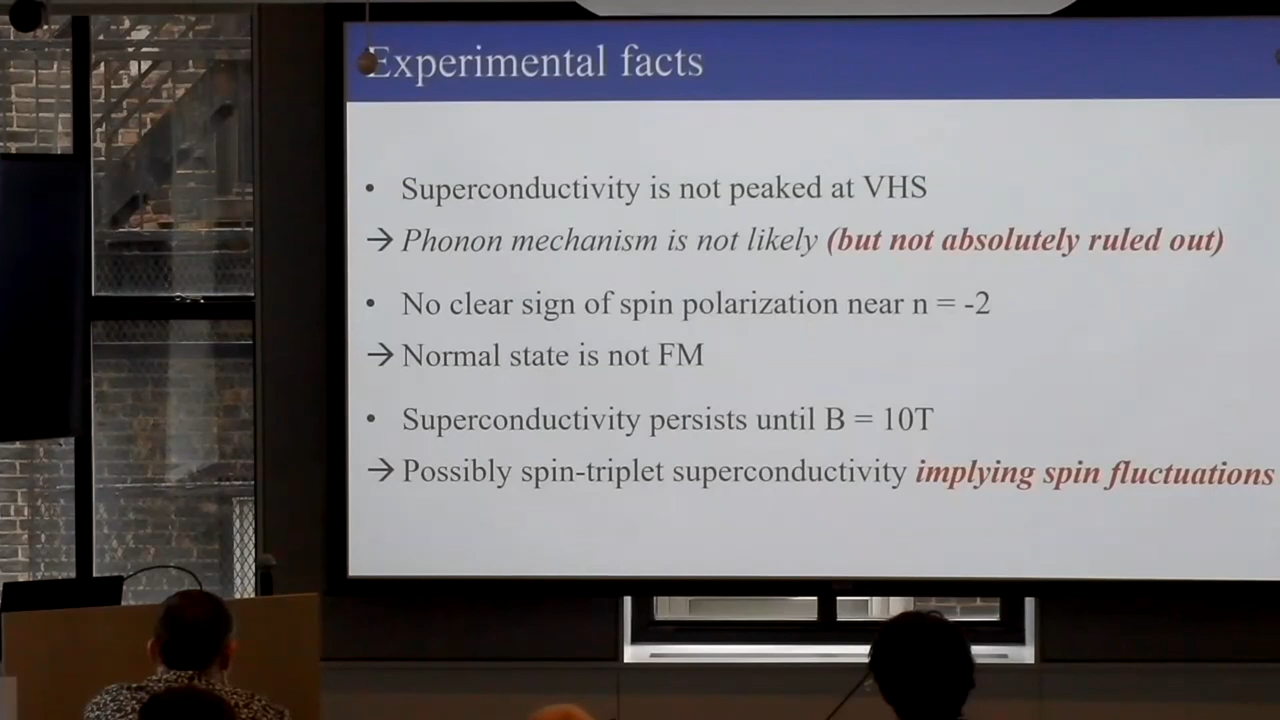 Experimental facts
• Superconductivity is not peaked at VHS
→ Phonon mechanism is not likely (but not absolutely ruled out)
• No clear sign of spin polarization near n = -2
→ Normal state is not FM
• Superconductivity persists until B = 10T
→ Possibly spin-triplet superconductivity implying spin fluctuations